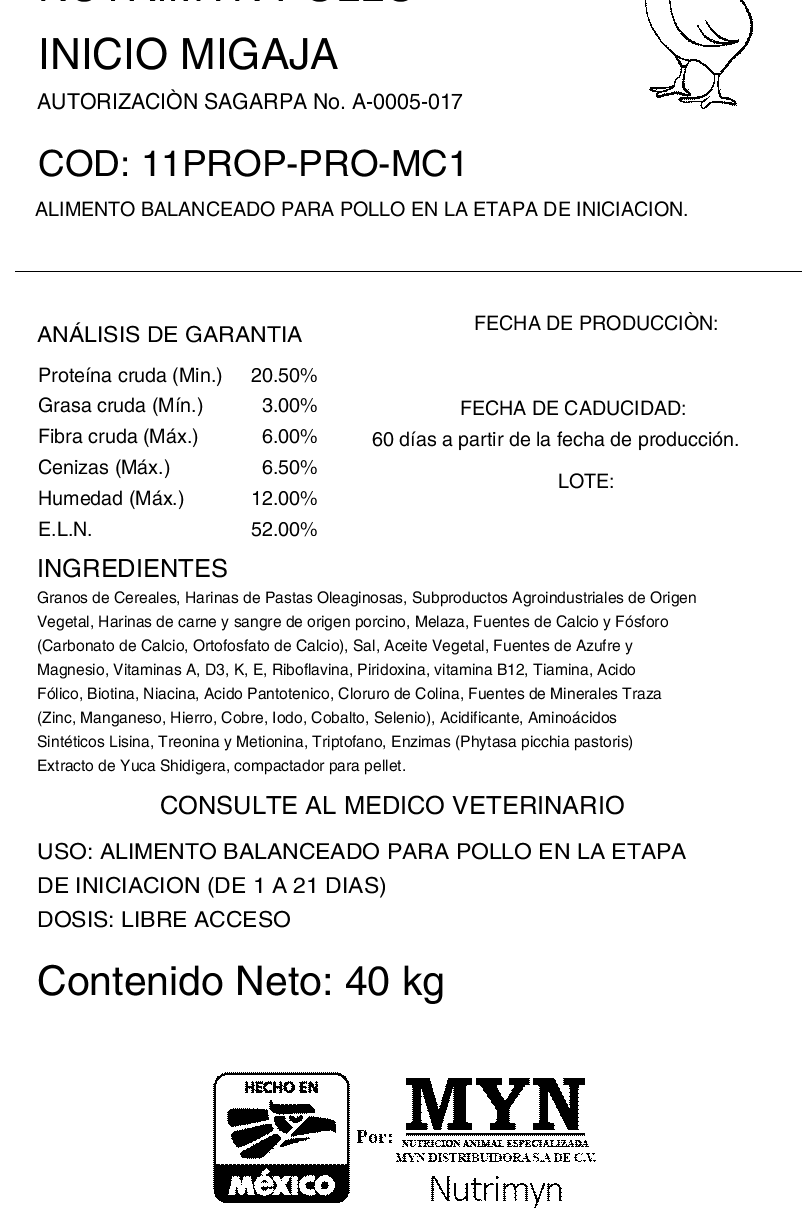 INICIO MIGAJA
AUTORIZACIÒN SAGARPA No. A-0005-017
COD: 11PROP-PRO-MC1
ALIMENTO BALANCEADO PARA POLLO EN LA ETAPA DE INICIACION.
ANÁLISIS DE GARANTIA
Proteína cruda (Min.) 20.50%
Grasa cruda (Mín.) 3.00%
Fibra cruda (Máx.) 6.00%
Cenizas (Máx.) 6.50%
Humedad (Máx.) 12.00%
E.L.N. 52.00%
FECHA DE PRODUCCIÒN:
FECHA DE CADUCIDAD:
60 días a partir de la fecha de producción.
LOTE:
INGREDIENTES
Granos de Cereales, Harinas de Pastas Oleaginosas, Subproductos Agroindustriales de Origen
Vegetal, Harinas de carne y sangre de origen porcino, Melaza, Fuentes de Calcio y Fósforo
(Carbonato de Calcio, Ortofosfato de Calcio), Sal, Aceite Vegetal, Fuentes de Azufre y
Magnesio, Vitaminas A, D3, K, E, Riboflavina, Piridoxina, vitamina B12, Tiamina, Acido
Fólico, Biotina, Niacina, Acido Pantotenico, Cloruro de Colina, Fuentes de Minerales Traza
(Zinc, Manganeso, Hierro, Cobre, Iodo, Cobalto, Selenio), Acidificante, Aminoácidos
Sintéticos Lisina, Treonina y Metionina, Triptofano, Enzimas (Phytasa picchia pastoris)
Extracto de Yuca Shidigera, compactador para pellet.
CONSULTE AL MEDICO VETERINARIO
USO: ALIMENTO BALANCEADO PARA POLLO EN LA ETAPA
DE INICIACION (DE 1 A 21 DIAS)
DOSIS: LIBRE ACCESO
Contenido Neto: 40 kg
HECHO EN
MÉXICO
Por:
MYN
NUTRICION ANIMAL ESPECIALIZADA
MYN DISTRIBUIDORA S.A DE C.V.
Nutrimyn